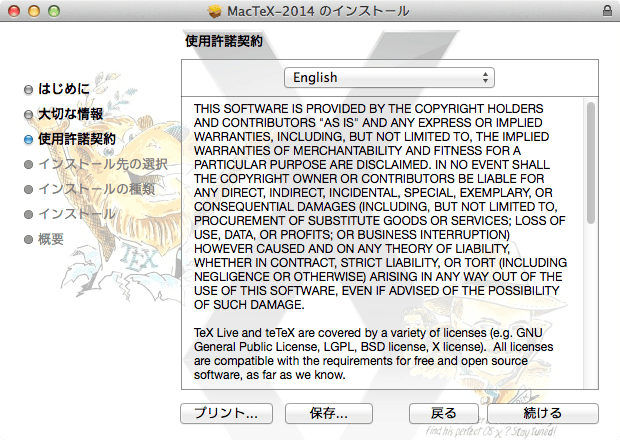 MacTeX-2014 のインストール
使用許諾契約
はじめに
大切な情報
使用許諾契約
インストール先の選択
インストールの種類
インストール
概要
English
THIS SOFTWARE IS PROVIDED BY THE COPYRIGHT HOLDERS
AND CONTRIBUTORS "AS IS" AND ANY EXPRESS OR IMPLIED
WARRANTIES, INCLUDING, BUT NOT LIMITED TO, THE IMPLIED
WARRANTIES OF MERCHANTABILITY AND FITNESS FOR A
PARTICULAR PURPOSE ARE DISCLAIMED. IN NO EVENT SHALL
THE COPYRIGHT OWNER OR CONTRIBUTORS BE LIABLE FOR
ANY DIRECT, INDIRECT, INCIDENTAL, SPECIAL, EXEMPLARY, OR
CONSEQUENTIAL DAMAGES (INCLUDING, BUT NOT LIMITED TO,
PROCUREMENT OF SUBSTITUTE GOODS OR SERVICES; LOSS OF
USE, DATA, OR PROFITS; OR BUSINESS INTERRUPTION)
HOWEVER CAUSED AND ON ANY THEORY OF LIABILITY,
WHETHER IN CONTRACT, STRICT LIABILITY, OR TORT (INCLUDING
NEGLIGENCE OR OTHERWISE) ARISING IN ANY WAY OUT OF THE
USE OF THIS SOFTWARE, EVEN IF ADVISED OF THE POSSIBILITY
OF SUCH DAMAGE.
TeX Live and teTeX are covered by a variety of licenses (e.g. GNU
General Public License, LGPL, BSD license, X license).  All licenses
are compatible with the requirements for free and open source
software, as far as we know.
TEX
プリント...
保存...
戻る
続ける
find his perfect OS X? Stay tuned!